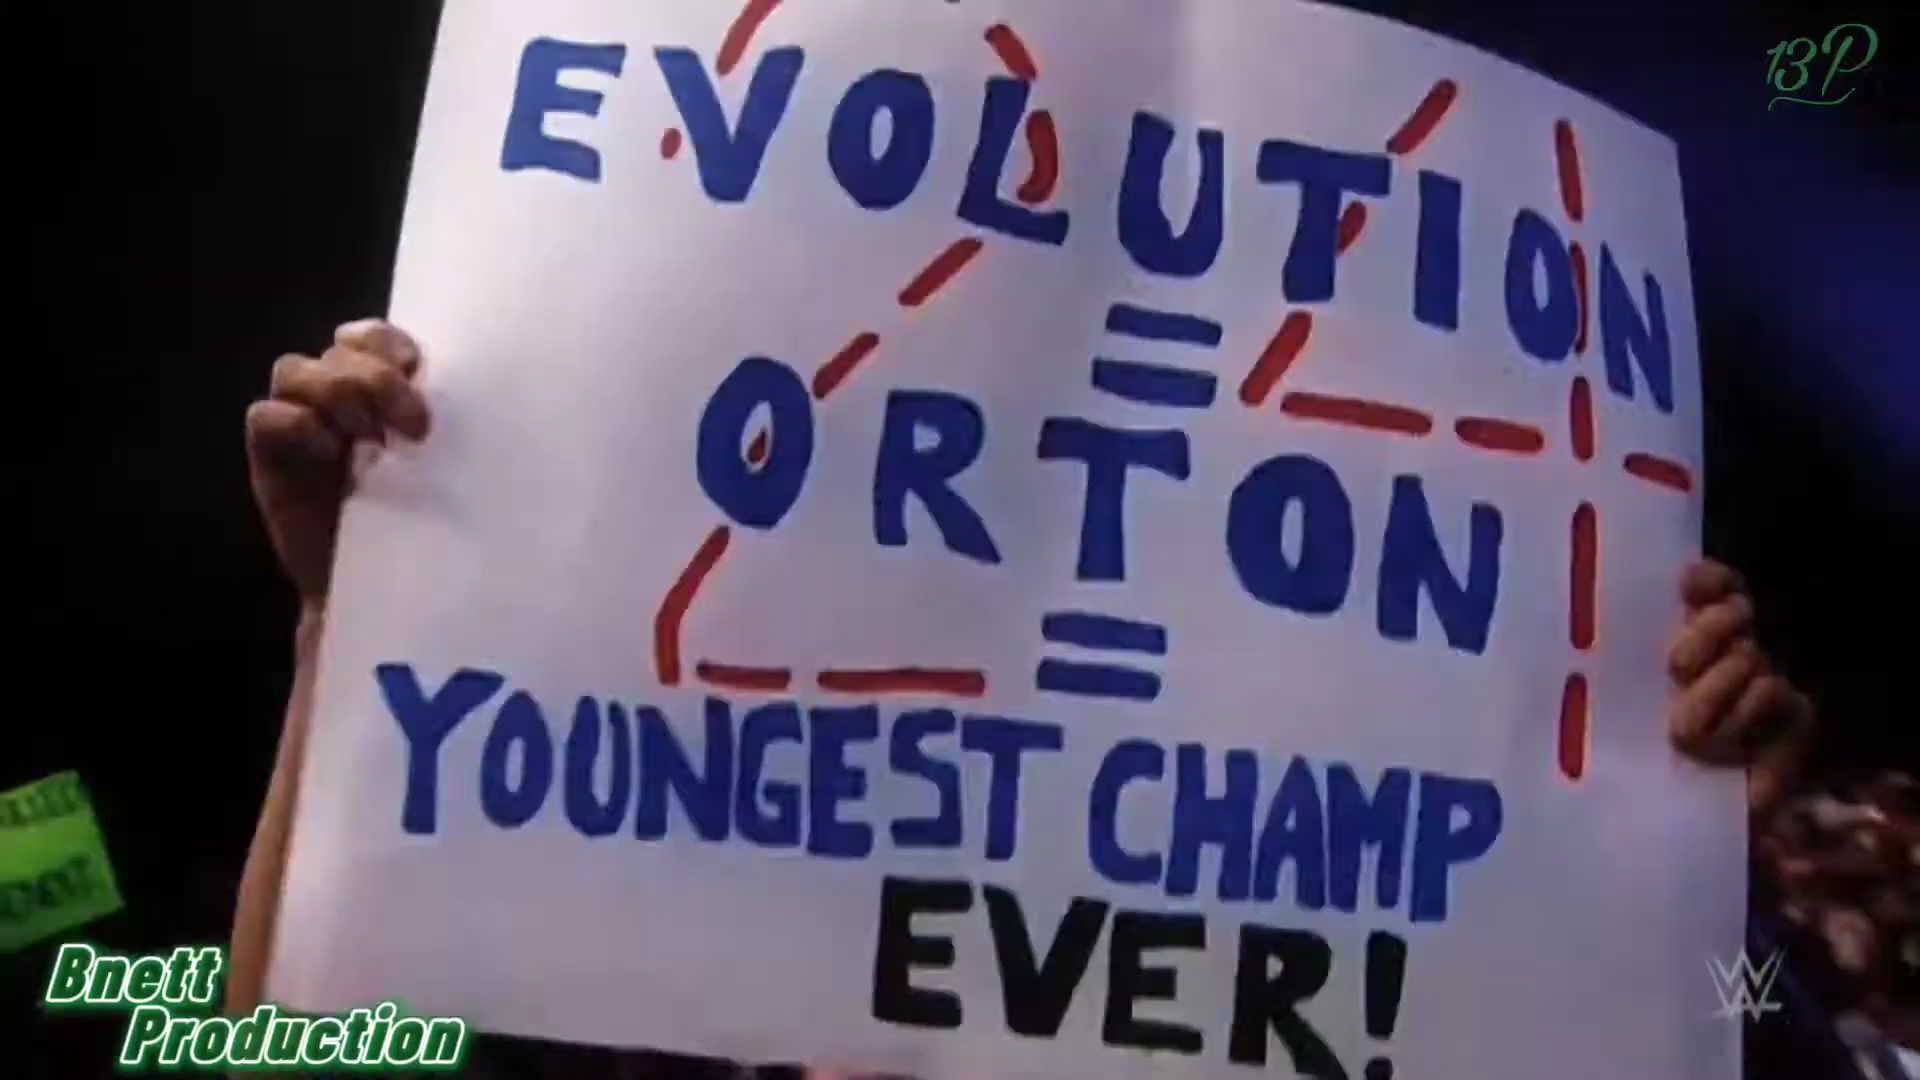 13P
EVOLUTION
=
ORTON
=
YOUNGEST CHAMP
EVER!
Bnett
Production
W